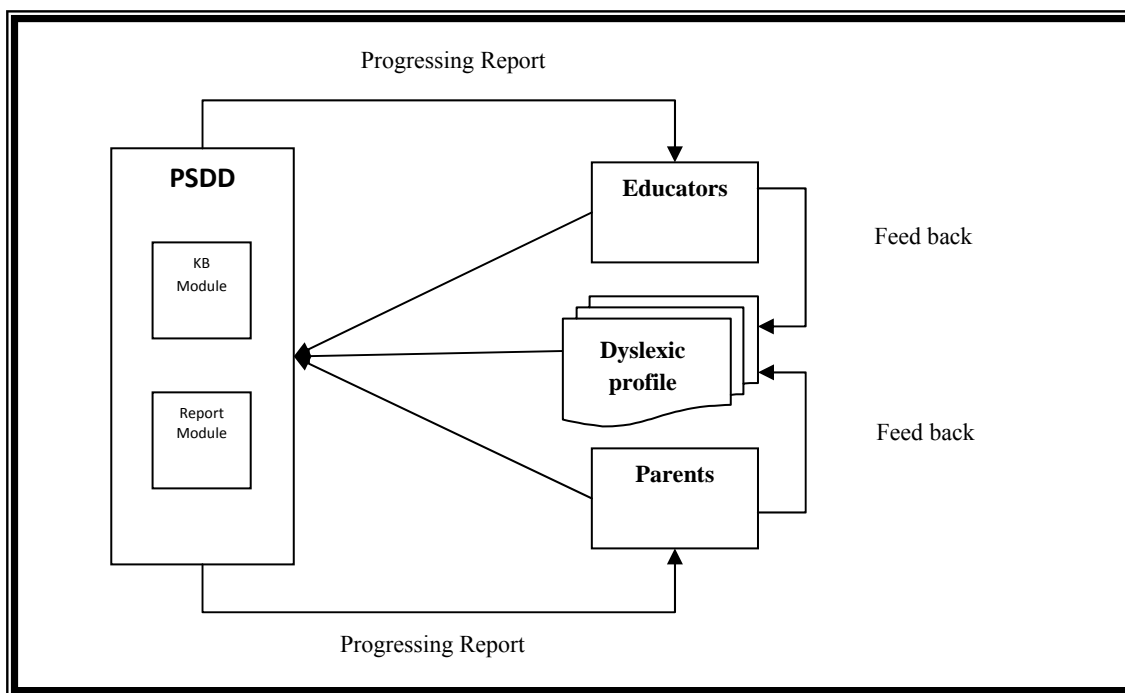 Progressing Report
PSDD
KB
Module
Report
Module
Educators
Feed back
Dyslexic
profile
Feed back
Parents
Progressing Report